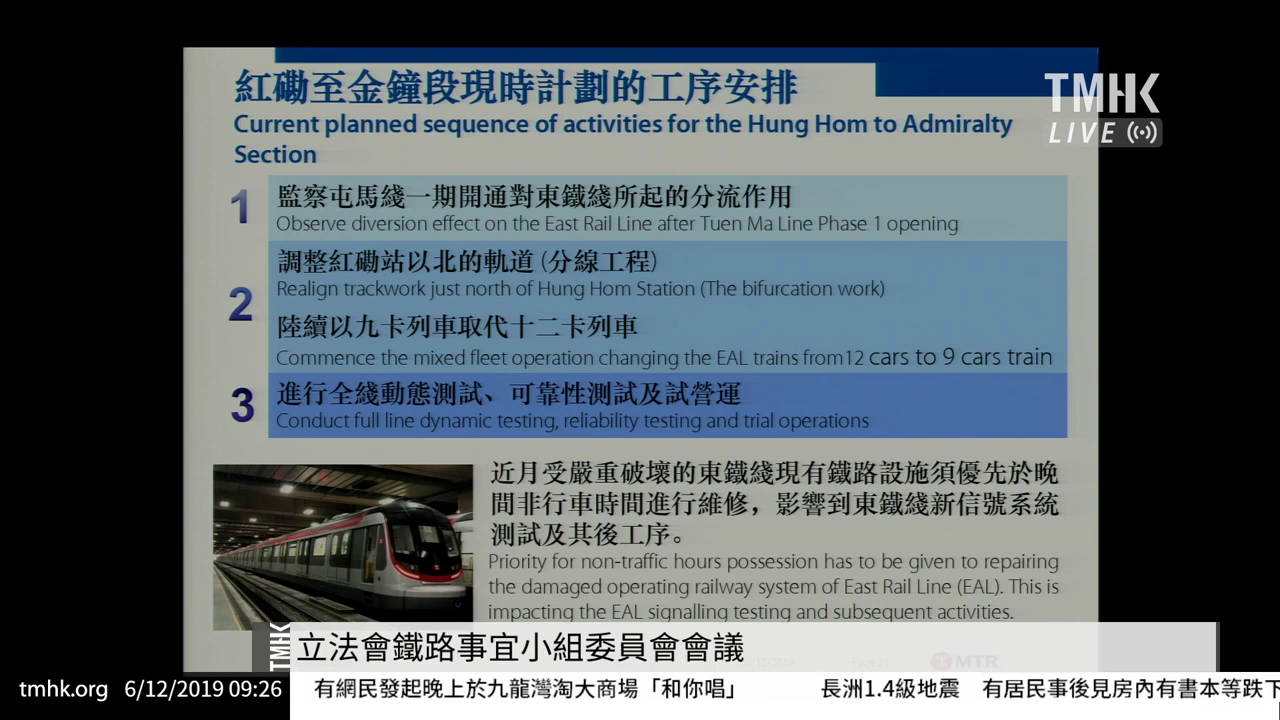 紅磡至金鐘段現時計劃的工序安排
Current planned sequence of activities for the Hung Hom to Admiralty
Section
TMHK
LIVE
1
監察屯馬綫一期開通對東鐵綫所起的分流作用
Observe diversion effect on the East Rail Line after Tuen Ma Line Phase 1 opening
2
調整紅磡站以北的軌道(分線工程)
Realign trackwork just north of Hung Hom Station (The bifurcation work)
陸續以九卡列車取代十二卡列車
Commence the mixed fleet operation changing the EAL trains from12 cars to 9 cars train
3
進行全綫動態測試、可靠性測試及試營運
Conduct full line dynamic testing, reliability testing and trial operations
近月受嚴重破壞的東鐵綫現有鐵路設施須優先於晚
間非行車時間進行維修，影響到東鐵綫新信號系統
測試及其後工序。
Priority for non-traffic hours possession has to be given to repairing
the damaged operating railway system of East Rail Line (EAL). This is
impacting the EAL signalling testing and subsequent activities.
TMHK
立法會鐵路事宜小組委員會會議
MTR
tmhk.org 6/12/2019 09:26
有網民發起晚上於九龍灣淘大商場「和你唱」 長洲1.4級地震 有居民事後見房內有書本等跌下